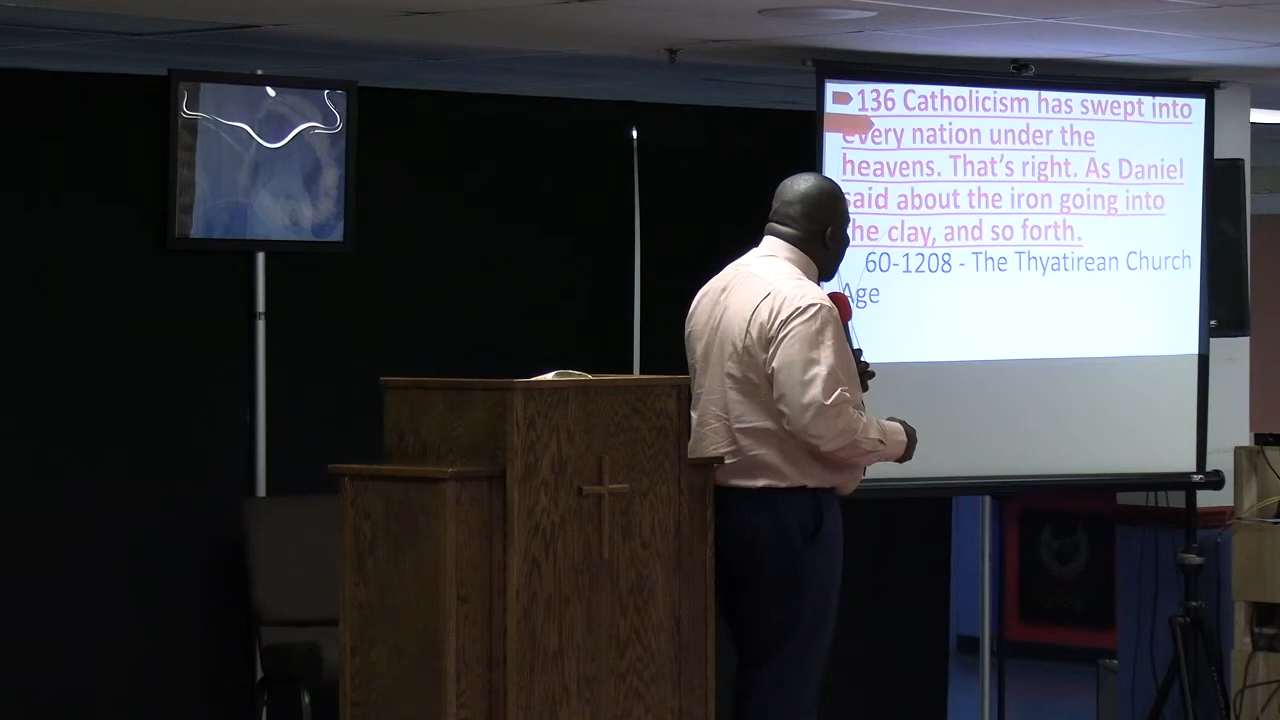 136 Catholicism has swept into
every nation under the
heavens. That's right. As Daniel
said about the iron going into
the clay, and so forth.
60-1208 - The Thyatirean Church
Age